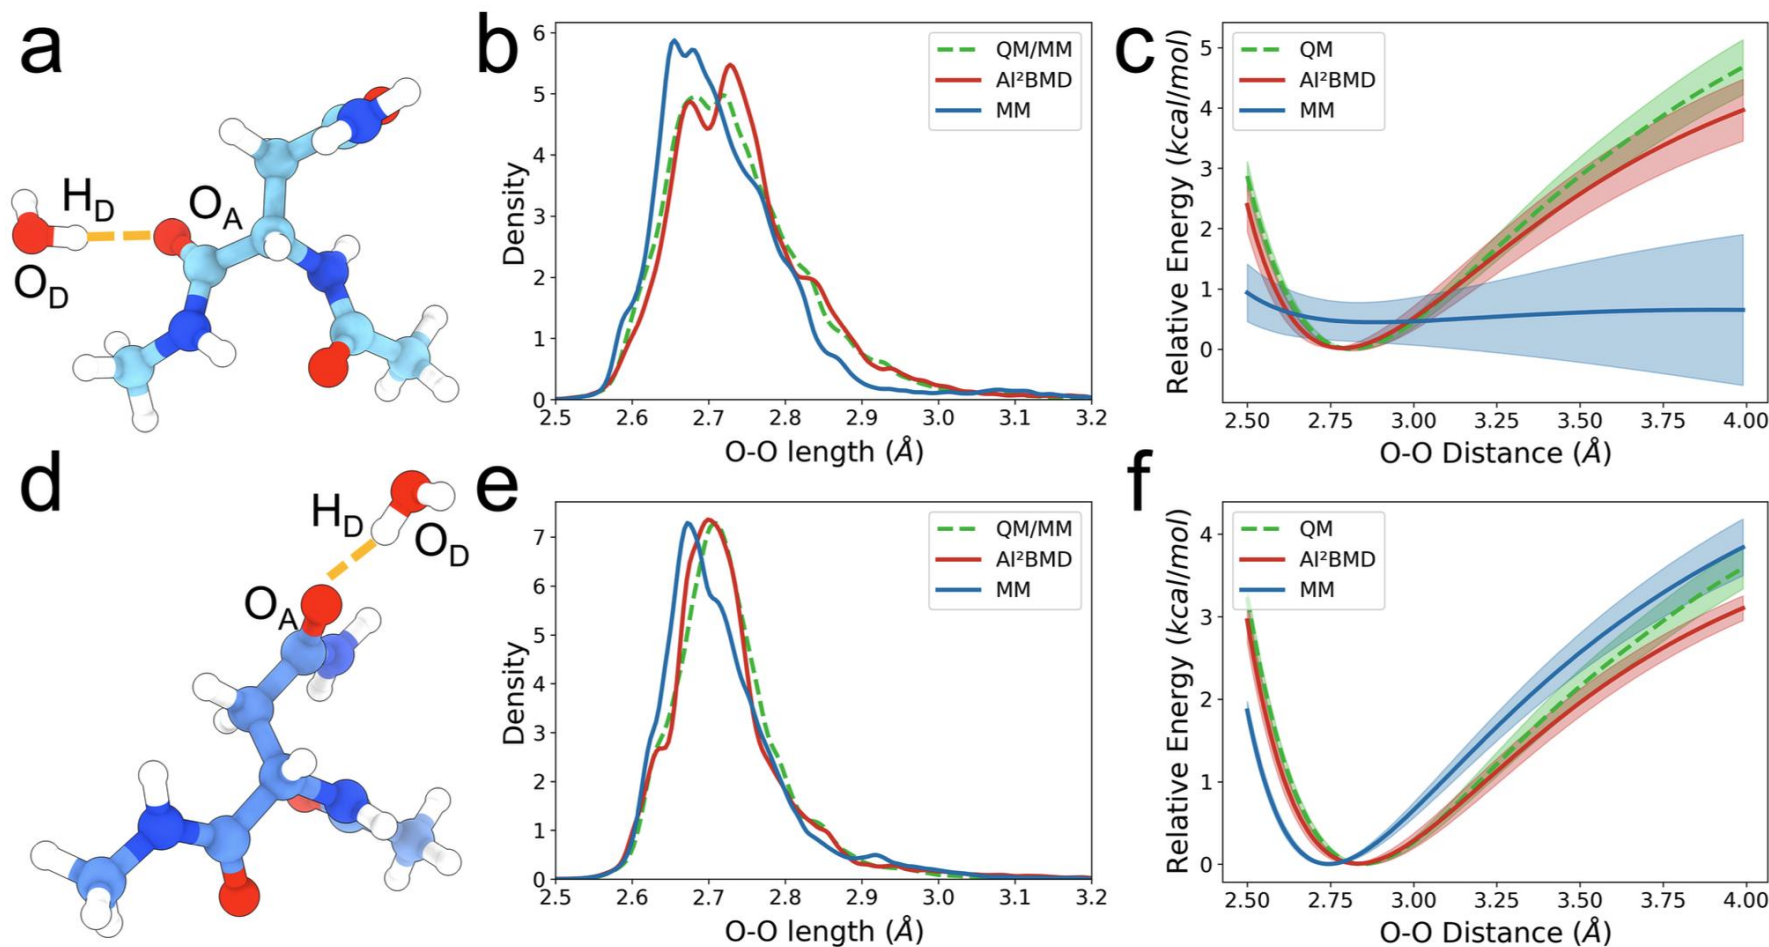 a
H_D
O_A
O_D
b
6
5
4
3
2
1
0
Density
QM/MM
AI²BMD
MM
2.5 2.6 2.7 2.8 2.9 3.0 3.1 3.2
O-O length (Å)
c
5
4
3
2
1
0
Relative Energy (kcal/mol)
QM
AI²BMD
MM
2.50 2.75 3.00 3.25 3.50 3.75 4.00
O-O Distance (Å)
d
H_D
O_D
O_A
e
7
6
5
4
3
2
1
0
Density
QM/MM
AI²BMD
MM
2.5 2.6 2.7 2.8 2.9 3.0 3.1 3.2
O-O length (Å)
f
4
3
2
1
0
Relative Energy (kcal/mol)
QM
AI²BMD
MM
2.50 2.75 3.00 3.25 3.50 3.75 4.00
O-O Distance (Å)